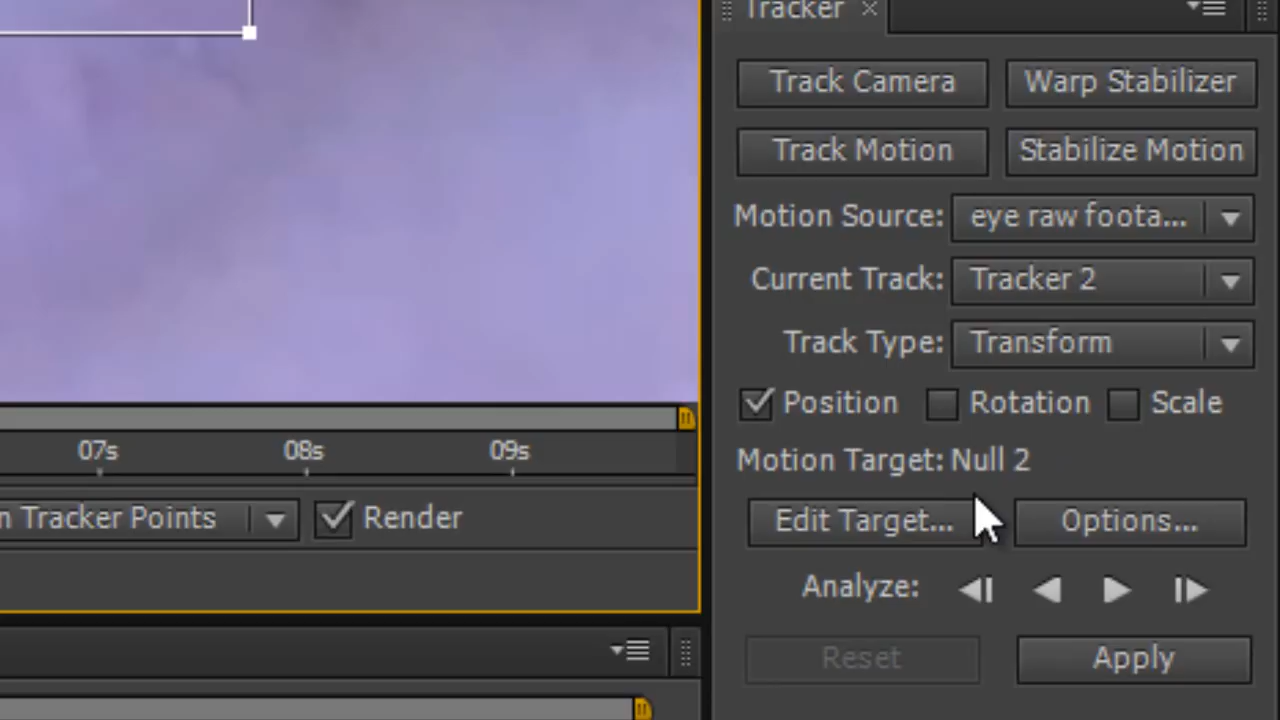 Tracker
Track Camera
Warp Stabilizer
Track Motion
Stabilize Motion
Motion Source: eye raw foota...
Current Track: Tracker 2
Track Type: Transform
Position
Rotation
Scale
Motion Target: Null 2
Edit Target...
Options...
Analyze:
Reset
Apply
07s
08s
09s
n Tracker Points
Render